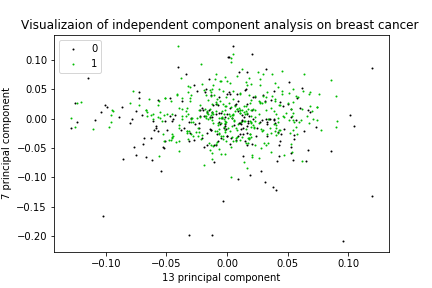 Visualizaion of independent component analysis on breast cancer
0
1
0.10
0.05
0.00
−0.05
−0.10
−0.15
−0.20
7 principal component
−0.10 −0.05 0.00 0.05 0.10
13 principal component